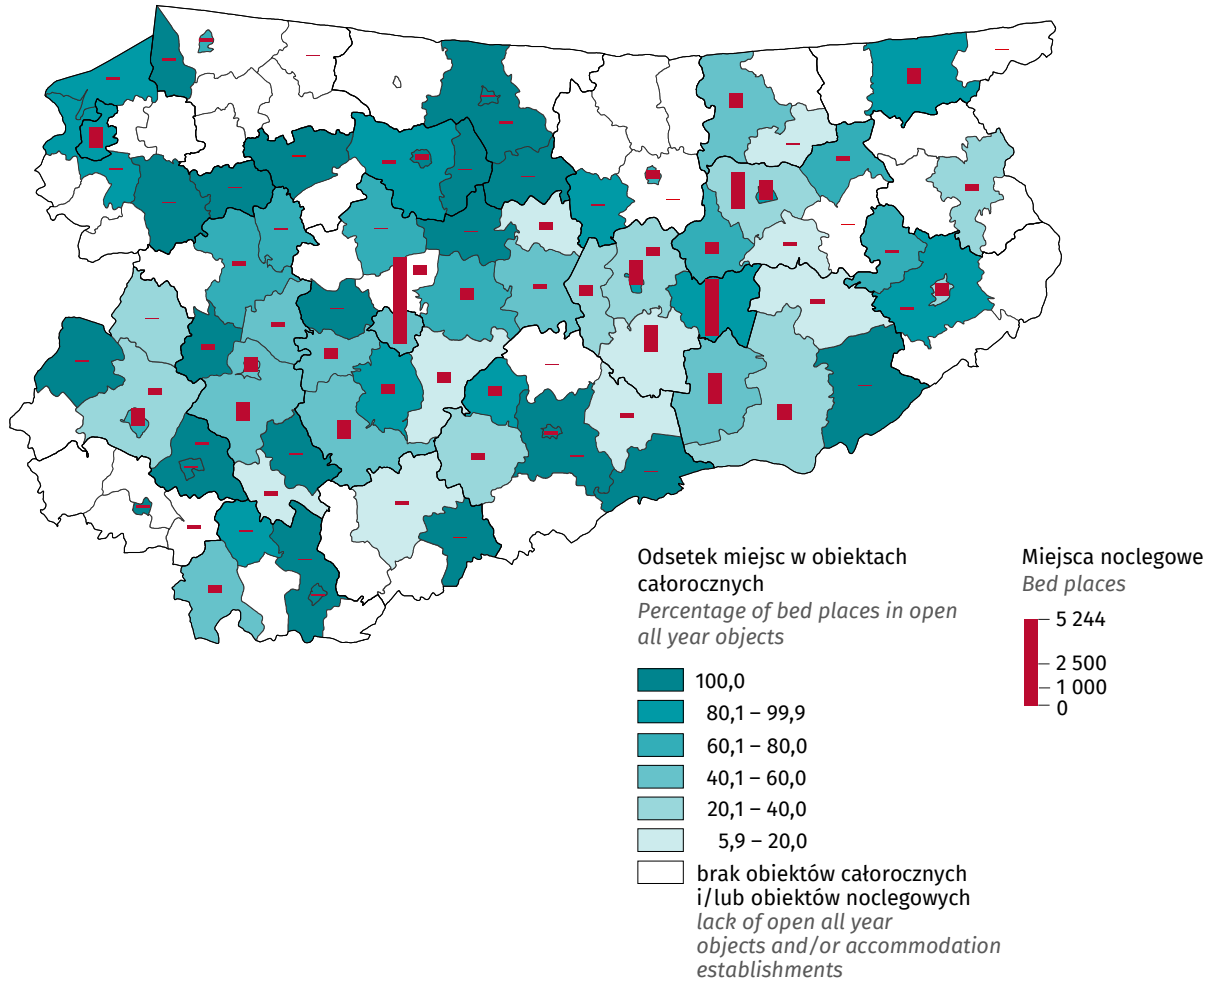 Odsetek miejsc w obiektach
całorocznych
Percentage of bed places in open
all year objects
100,0
80,1 – 99,9
60,1 – 80,0
40,1 – 60,0
20,1 – 40,0
5,9 – 20,0
brak obiektów całorocznych
i/lub obiektów noclegowych
lack of open all year
objects and/or accommodation
establishments
Miejsca noclegowe
Bed places
5 244
2 500
1 000
0